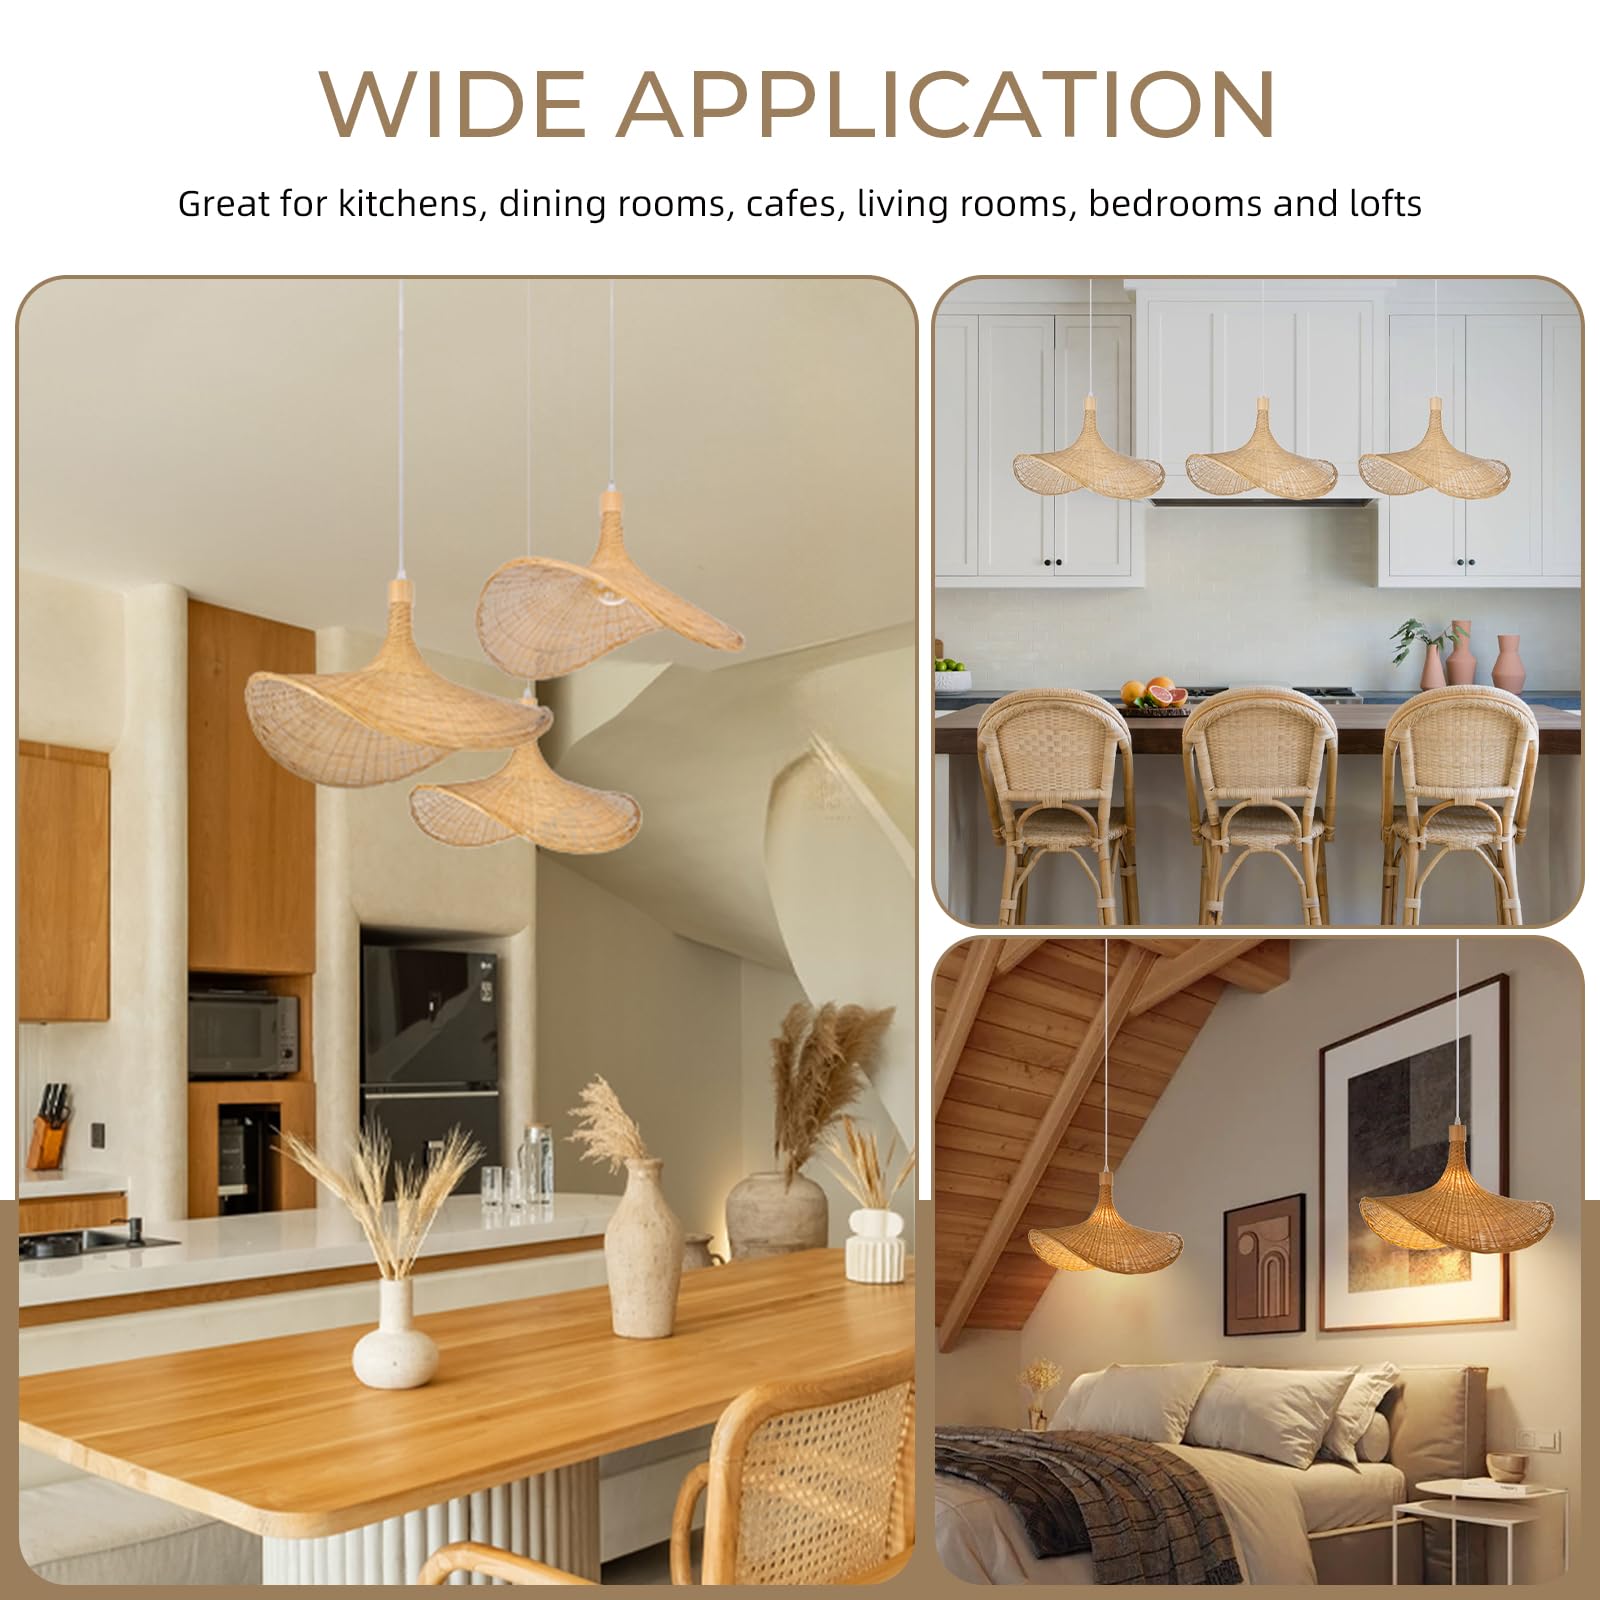 WIDE APPLICATION
Great for kitchens, dining rooms, cafes, living rooms, bedrooms and lofts